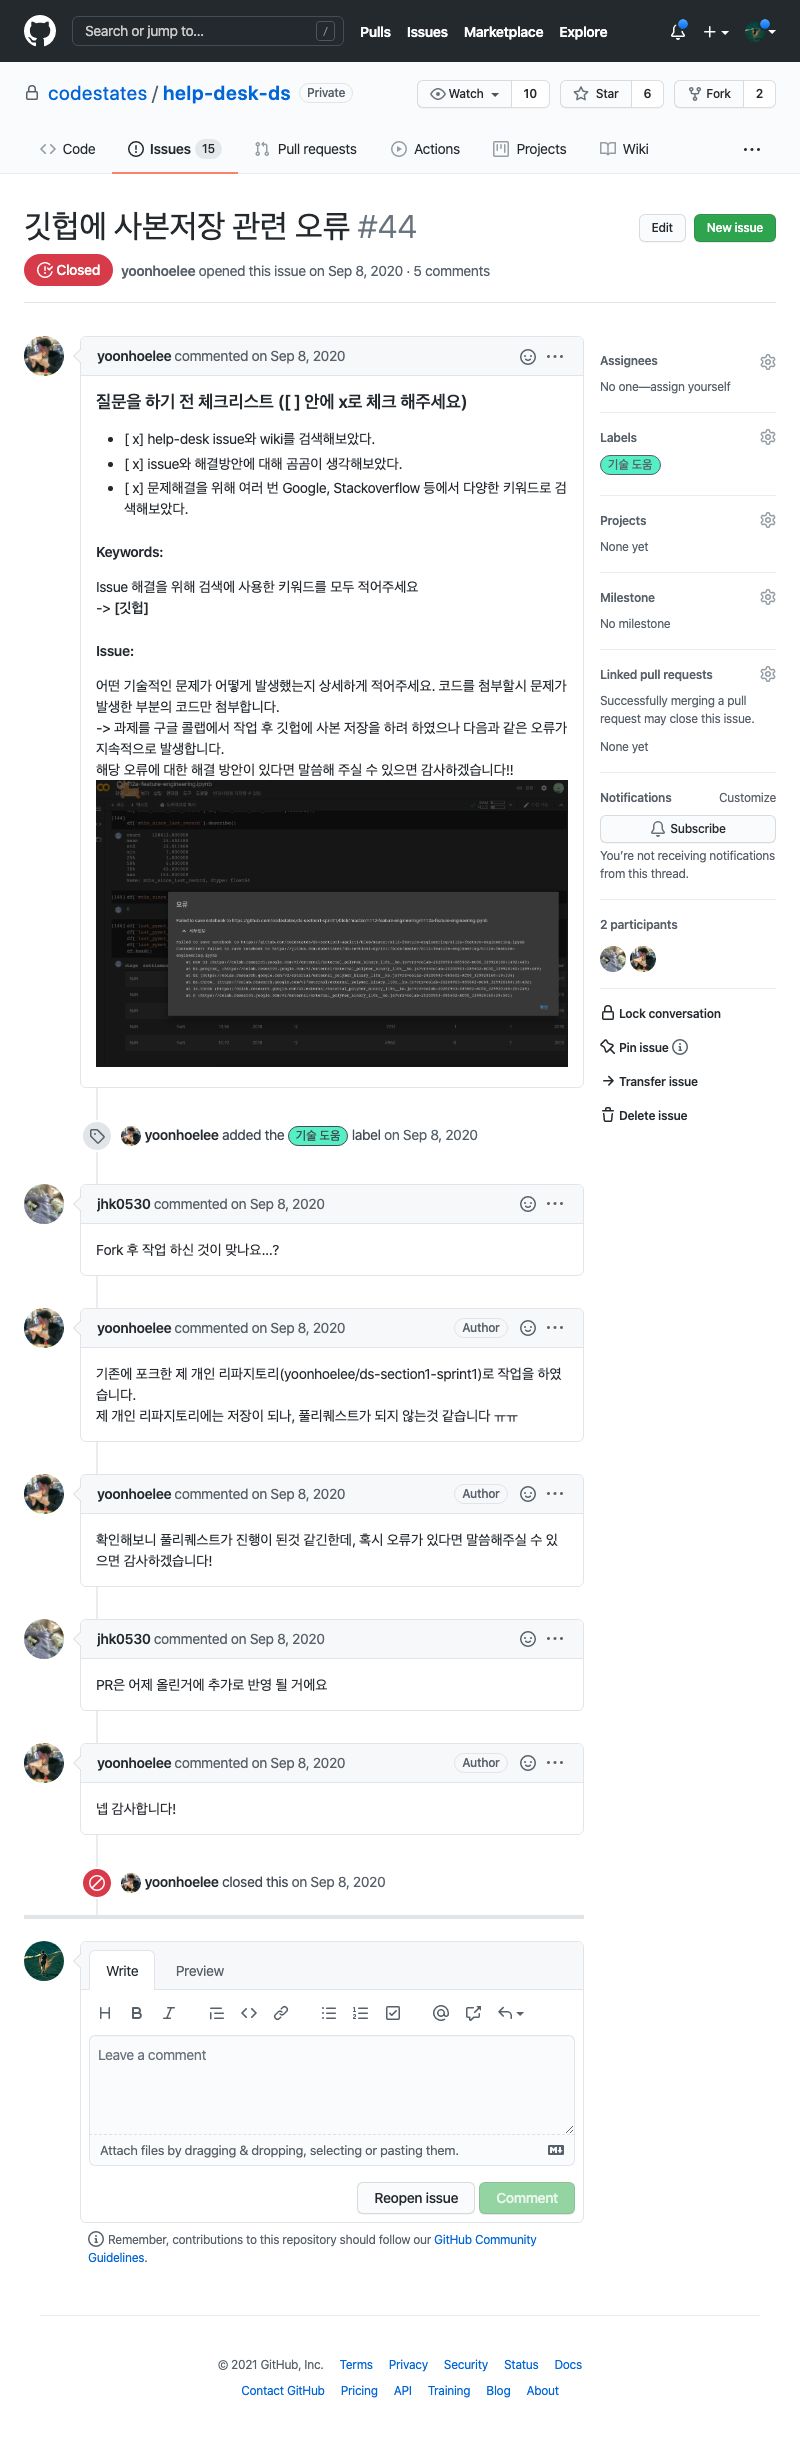 Search or jump to... /
Pulls Issues Marketplace Explore
codestates / help-desk-ds Private
Watch 10 Star 6 Fork 2
Code Issues 15 Pull requests Actions Projects Wiki ...
깃헙에 사본저장 관련 오류 #44
Edit New issue
Closed yoonhoelee opened this issue on Sep 8, 2020 · 5 comments
yoonhoelee commented on Sep 8, 2020
질문을 하기 전 체크리스트 ([ ] 안에 x로 체크 해주세요)
• [ x] help-desk issue와 wiki를 검색해보았다.
• [ x] issue와 해결방안에 대해 곰곰이 생각해보았다.
• [ x] 문제해결을 위해 여러 번 Google, Stackoverflow 등에서 다양한 키워드로 검
색해보았다.
Keywords:
Issue 해결을 위해 검색에 사용한 키워드를 모두 적어주세요
-> [깃헙]
Issue:
어떤 기술적인 문제가 어떻게 발생했는지 상세하게 적어주세요. 코드를 첨부할시 문제가
발생한 부분의 코드만 첨부합니다.
-> 과제를 구글 콜랩에서 작업 후 깃헙에 사본 저장을 하려 하였으나 다음과 같은 오류가
지속적으로 발생합니다.
해당 오류에 대한 해결 방안이 있다면 말씀해 주실 수 있으면 감사하겠습니다!!
오류
yoonhoelee added the 기술 도움 label on Sep 8, 2020
jhk0530 commented on Sep 8, 2020
Fork 후 작업 하신 것이 맞나요...?
yoonhoelee commented on Sep 8, 2020 Author
기존에 포크한 제 개인 리파지토리(yoonhoelee/ds-section1-sprint1)로 작업을 하였
습니다.
제 개인 리파지토리에는 저장이 되나, 풀리퀘스트가 되지 않는것 같습니다 ㅠㅠ
yoonhoelee commented on Sep 8, 2020 Author
확인해보니 풀리퀘스트가 진행이 된것 같긴한데, 혹시 오류가 있다면 말씀해주실 수 있
으면 감사하겠습니다!
jhk0530 commented on Sep 8, 2020
PR은 어제 올린거에 추가로 반영 될 거에요
yoonhoelee commented on Sep 8, 2020 Author
넵 감사합니다!
yoonhoelee closed this on Sep 8, 2020
Write Preview
H B I
Leave a comment
Attach files by dragging & dropping, selecting or pasting them.
Reopen issue Comment
Remember, contributions to this repository should follow our GitHub Community
Guidelines.
Assignees
No one—assign yourself
Labels
기술 도움
Projects
None yet
Milestone
No milestone
Linked pull requests
Successfully merging a pull
request may close this issue.
None yet
Notifications Customize
Subscribe
You're not receiving notifications
from this thread.
2 participants
Lock conversation
Pin issue
Transfer issue
Delete issue
© 2021 GitHub, Inc. Terms Privacy Security Status Docs
Contact GitHub Pricing API Training Blog About